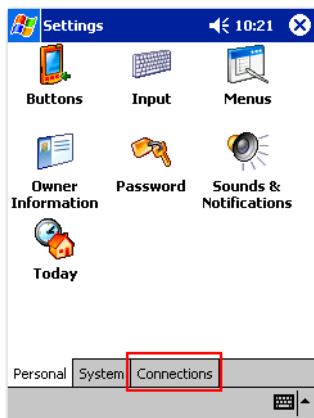 Settings 10:21
Buttons Input Menus
Owner Information Password Sounds & Notifications
Today
Personal System Connections